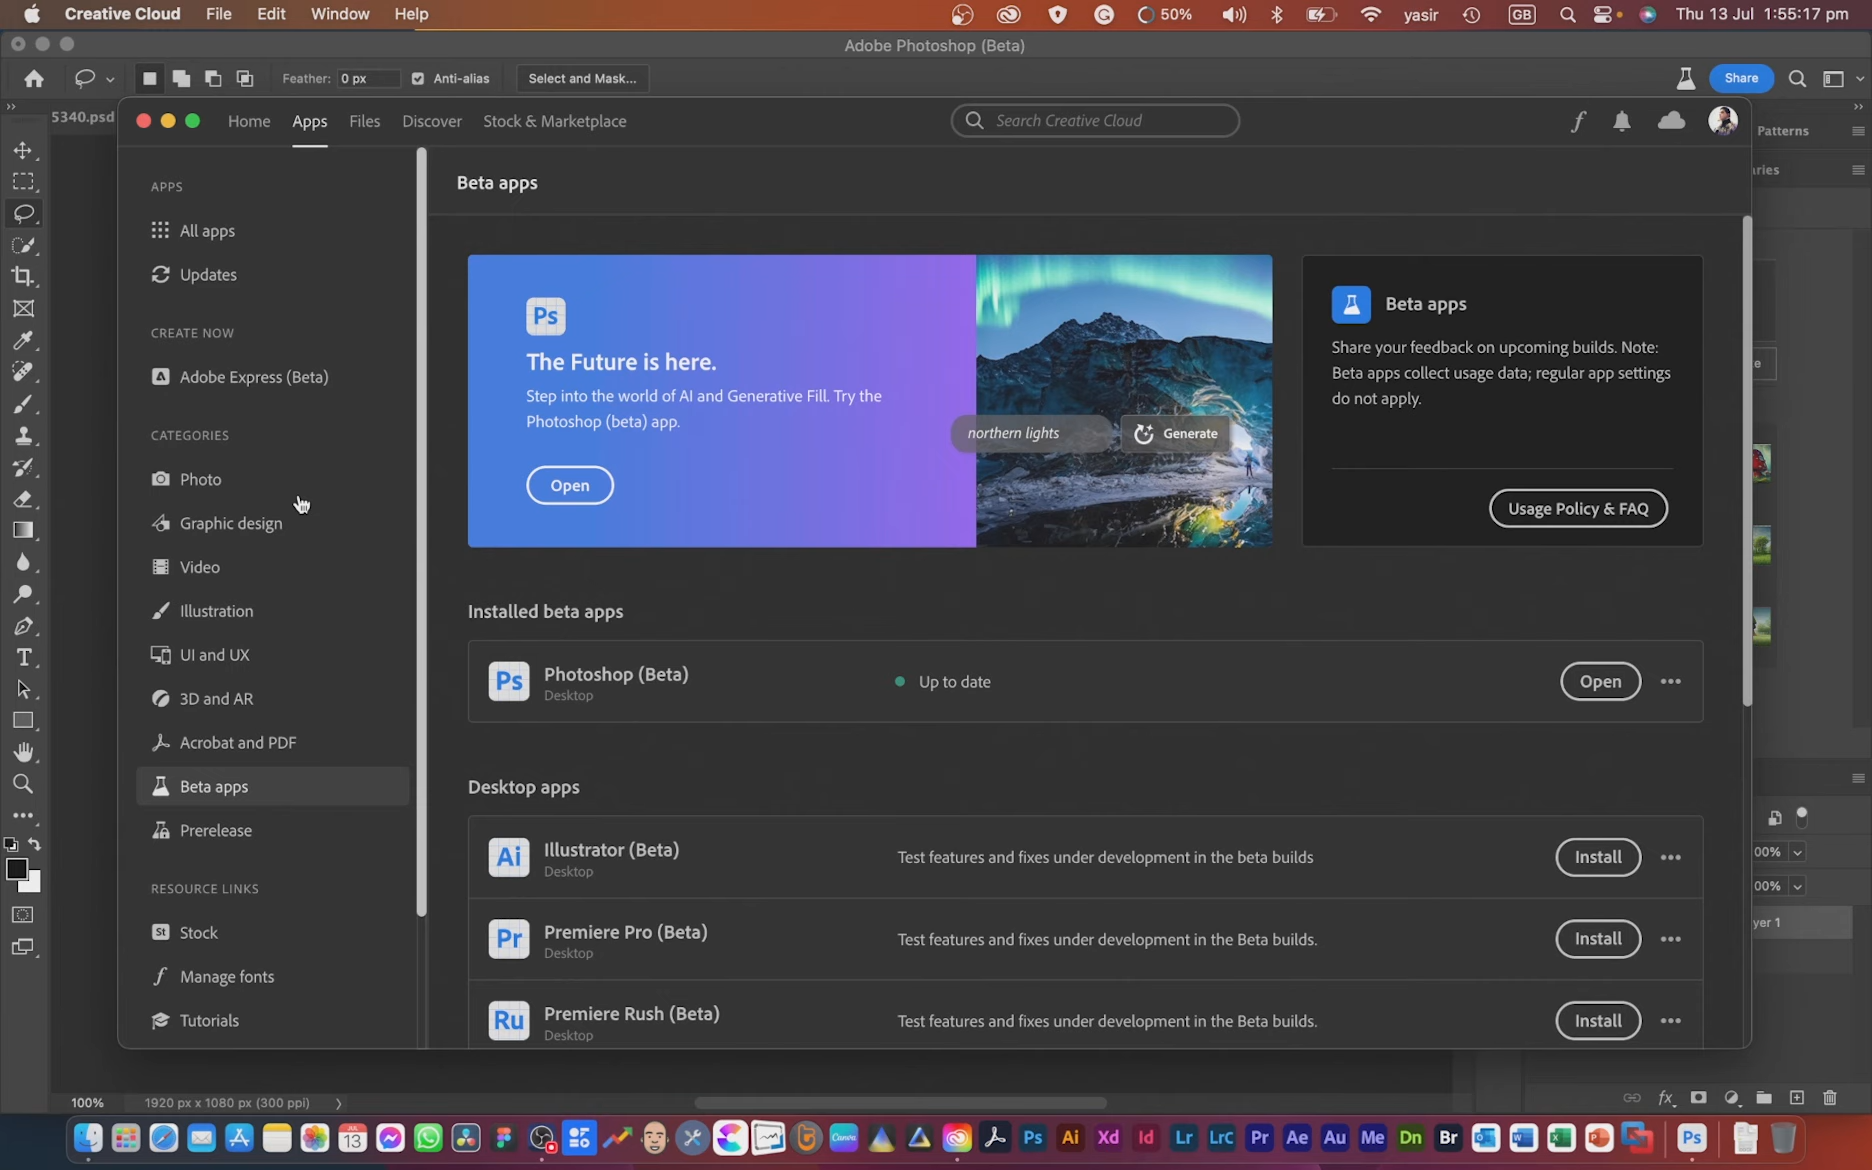 Creative Cloud File Edit Window Help
50% yasir GB Thu 13 Jul 1:55:17 pm
Adobe Photoshop (Beta)
Feather: 0 px Anti-alias Select and Mask... Share
5340.psd
Home Apps Files Discover Stock & Marketplace Search Creative Cloud
Patterns
aries
APPS
All apps
Updates
CREATE NOW
Adobe Express (Beta)
CATEGORIES
Photo
Graphic design
Video
Illustration
UI and UX
3D and AR
Acrobat and PDF
Beta apps
Prerelease
RESOURCE LINKS
Stock
Manage fonts
Tutorials
Beta apps
Ps
The Future is here.
Step into the world of AI and Generative Fill. Try the
Photoshop (beta) app.
Open
northern lights Generate
Beta apps
Share your feedback on upcoming builds. Note:
Beta apps collect usage data; regular app settings
do not apply.
Usage Policy & FAQ
Installed beta apps
Ps Photoshop (Beta) Up to date Open
Desktop
Desktop apps
Ai Illustrator (Beta) Test features and fixes under development in the beta builds Install
Desktop
Pr Premiere Pro (Beta) Test features and fixes under development in the Beta builds. Install
Desktop
Ru Premiere Rush (Beta) Test features and fixes under development in the Beta builds. Install
Desktop
00%
00%
yer 1
100% 1920 px x 1080 px (300 ppi)
JUL 13 Canva Ps Ai Xd Id Lr LrC Pr Ae Au Me Dn Br Ps